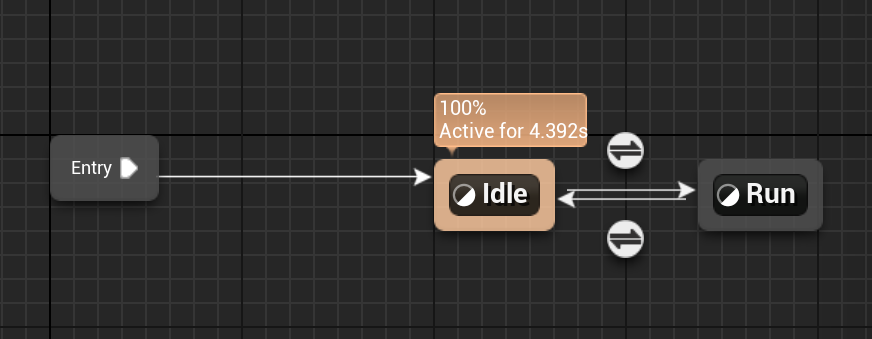 100%
Active for 4.392s
Entry
Idle
Run